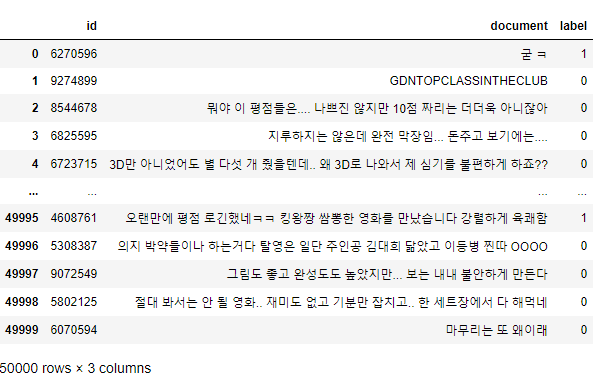 id document label
0 6270596 굳 ㅋ 1
1 9274899 GDNTOPCLASSINTHECLUB 0
2 8544678 뭐야 이 평점들은.... 나쁘진 않지만 10점 짜리는 더더욱 아니잖아 0
3 6825595 지루하지는 않은데 완전 막장임... 돈주고 보기에는.... 0
4 6723715 3D만 아니었어도 별 다섯 개 줬을텐데.. 왜 3D로 나와서 제 심기를 불편하게 하죠?? 0
... ... ... ...
49995 4608761 오랜만에 평점 로긴했네ㅋㅋ 킹왕짱 쌈뽕한 영화를 만났습니다 강렬하게 육쾌함 1
49996 5308387 의지 박약들이나 하는거다 탈영은 일단 주인공 김대희 닮았고 이등병 찐따 OOOO 0
49997 9072549 그림도 좋고 완성도도 높았지만... 보는 내내 불안하게 만든다 0
49998 5802125 절대 봐서는 안 될 영화.. 재미도 없고 기분만 잡치고.. 한 세트장에서 다 해먹네 0
49999 6070594 마무리는 또 왜이래 0
50000 rows × 3 columns